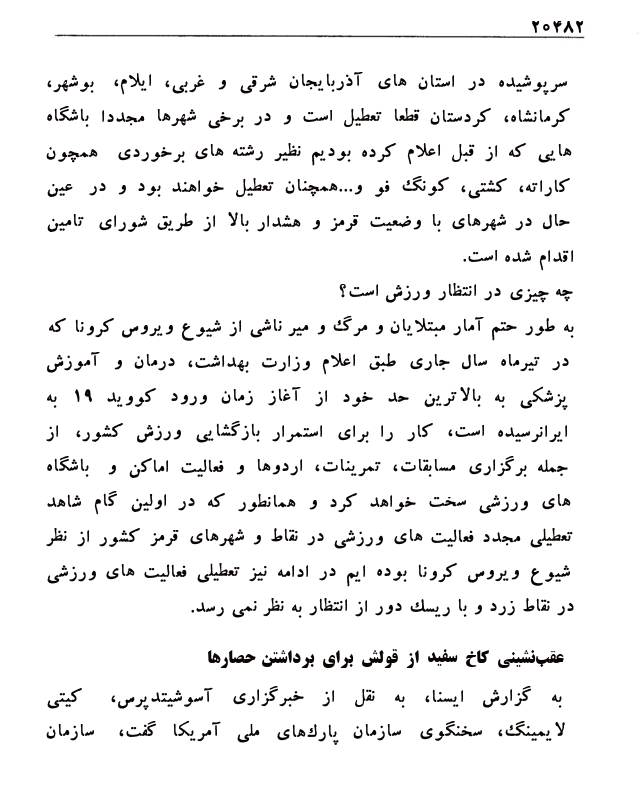 ۲۰۴۸۲
سرپوشیده در استان های آذربایجان شرقی و غربی، ایلام، بوشهر،
کرمانشاه، کردستان قطعا تعطیل است و در برخی شهرها مجددا باشگاه
هایی که از قبل اعلام کرده بودیم نظیر رشته های برخوردی همچون
کاراته، کشتی، کونگ فو و...همچنان تعطیل خواهند بود و در عین
حال در شهرهای با وضعیت قرمز و هشدار بالا از طریق شورای تامین
اقدام شده است.
چه چیزی در انتظار ورزش است؟
به طور حتم آمار مبتلایان و مرگ و میر ناشی از شیوع ویروس کرونا که
در تیرماه سال جاری طبق اعلام وزارت بهداشت، درمان و آموزش
پزشکی به بالاترین حد خود از آغاز زمان ورود کووید ۱۹ به
ایرانرسیده است، کار را برای استمرار بازگشایی ورزش کشور، از
جمله برگزاری مسابقات، تمرینات، اردوها و فعالیت اماکن و باشگاه
های ورزشی سخت خواهد کرد و همانطور که در اولین گام شاهد
تعطیلی مجدد فعالیت های ورزشی در نقاط و شهرهای قرمز کشور از نظر
شیوع ویروس کرونا بوده ایم در ادامه نیز تعطیلی فعالیت های ورزشی
در نقاط زرد و با ریسک دور از انتظار به نظر نمی رسد.
عقب‌نشینی کاخ سفید از قولش برای برداشتن حصارها
به گزارش ایسنا، به نقل از خبرگزاری آسوشیتدپرس، کیتی
لایمینگ، سخنگوی سازمان پارک‌های ملی آمریکا گفت، سازمان